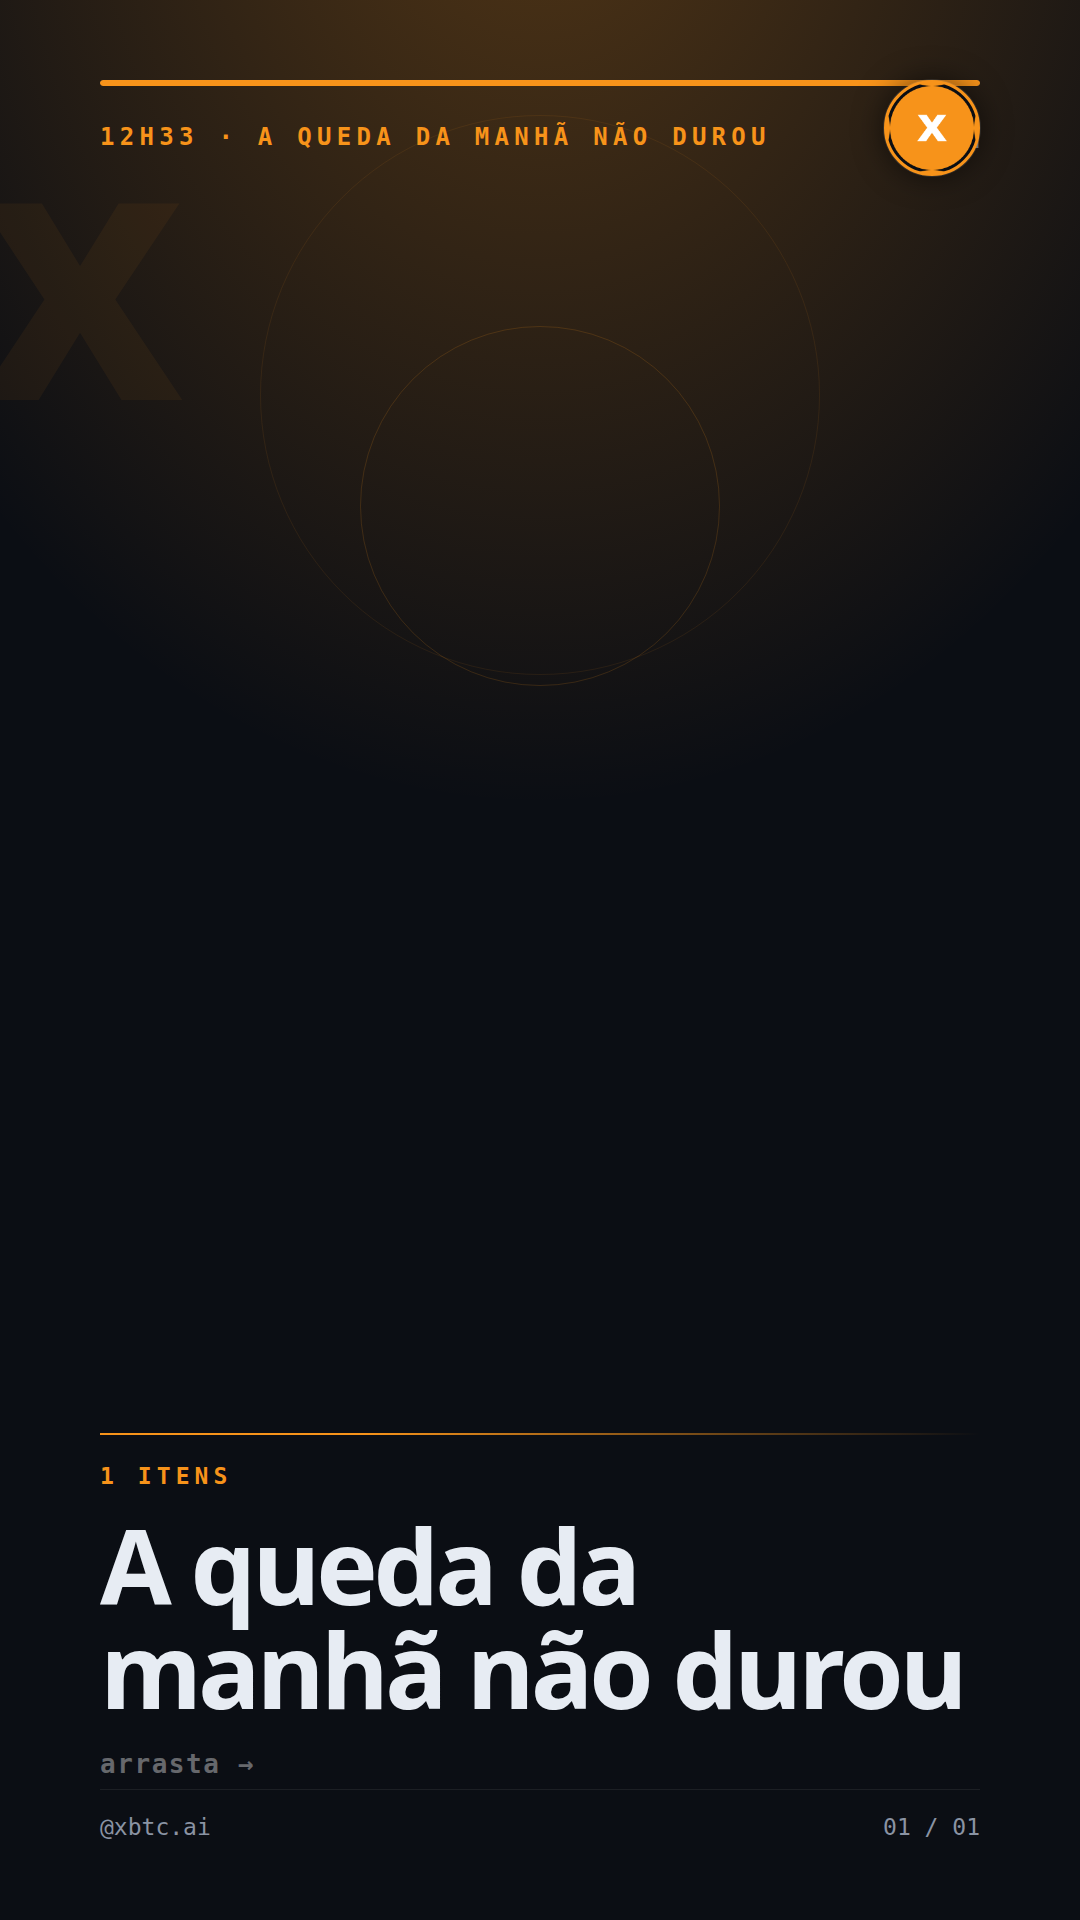 12H33 · A QUEDA DA MANHÃ NÃO DUROU
X
X
1 ITENS
A queda da
manhã não durou
arrasta →
@xbtc.ai
01 / 01